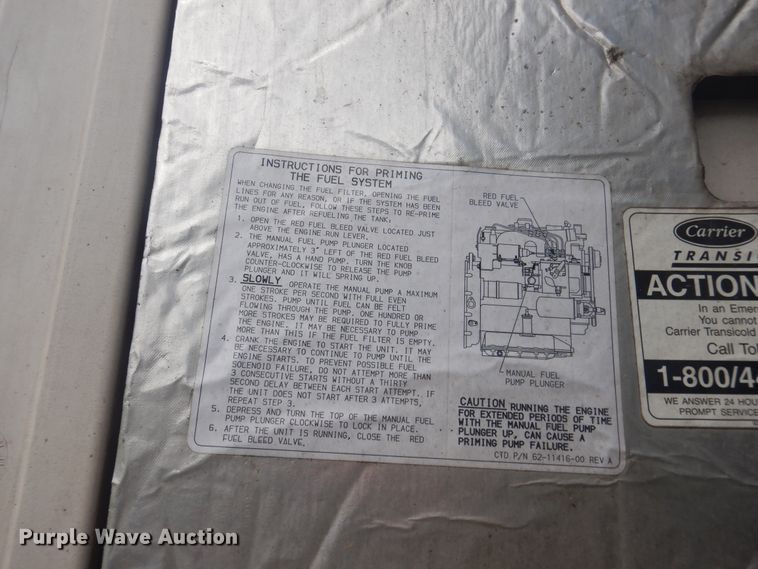 INSTRUCTIONS FOR PRIMING
THE FUEL SYSTEM
WHEN CHANGING THE FUEL FILTER, OPENING THE FUEL
LINES FOR ANY REASON, OR IF THE SYSTEM HAS BEEN
RUN OUT OF FUEL, FOLLOW THESE STEPS TO RE-PRIME
THE ENGINE AFTER REFUELING THE TANK.
1. OPEN THE RED FUEL BLEED VALVE LOCATED JUST
ABOVE THE ENGINE RUN LEVER.
2. THE MANUAL FUEL PUMP PLUNGER LOCATED
APPROXIMATELY 3" LEFT OF THE RED FUEL BLEED
VALVE, HAS A HAND PUMP. TURN THE KNOB
COUNTER-CLOCKWISE TO RELEASE THE PUMP
PLUNGER AND IT WILL SPRING UP.
3. SLOWLY, OPERATE THE MANUAL PUMP A MAXIMUM
ONE STROKE PER SECOND WITH FULL EVEN
STROKES. PUMP UNTIL FUEL CAN BE FELT
FLOWING THROUGH THE PUMP. ONE HUNDRED OR
MORE STROKES MAY BE REQUIRED TO FULLY PRIME
THE ENGINE. IT MAY BE NECESSARY TO PUMP
MORE THAN THIS IF THE FUEL FILTER IS EMPTY.
4. CRANK THE ENGINE TO START THE UNIT. IT MAY
BE NECESSARY TO CONTINUE TO PUMP UNTIL THE
ENGINE STARTS. TO PREVENT POSSIBLE FUEL
SOLENOID FAILURE, DO NOT ATTEMPT MORE THAN
3 CONSECUTIVE STARTS WITHOUT A THIRTY
SECOND DELAY BETWEEN EACH START ATTEMPT. IF
THE UNIT DOES NOT START AFTER 3 ATTEMPTS,
REPEAT STEP 3.
5. DEPRESS AND TURN THE TOP OF THE MANUAL FUEL
PUMP PLUNGER CLOCKWISE TO LOCK IN PLACE.
6. AFTER THE UNIT IS RUNNING, CLOSE THE RED
FUEL BLEED VALVE.
RED FUEL
BLEED VALVE
MANUAL FUEL
PUMP PLUNGER
CAUTION RUNNING THE ENGINE
FOR EXTENDED PERIODS OF TIME
WITH THE MANUAL FUEL PUMP
PLUNGER UP, CAN CAUSE A
PRIMING PUMP FAILURE.
CTD P/N 62-11416-00 REV A
Carrier
TRANSI
ACTION
In an Emer
You cannot
Carrier Transicold
Call Tol
1-800/44
WE ANSWER 24 HOUR
PROMPT SERVICE
Purple Wave Auction®